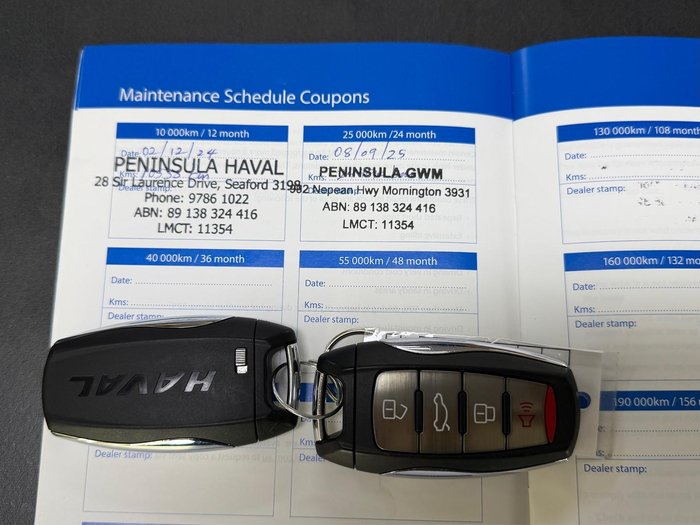 Maintenance Schedule Coupons
10 000km / 12 month
Date: 02/12/24
PENINSULA HAVAL
28 Sir Laurence Drive, Seaford 3199
Phone: 9786 1022
ABN: 89 138 324 416
LMCT: 11354
25 000km /24 month
Date: 08/09/25
PENINSULA GWM
982 Nepean Hwy Mornington 3931
ABN: 89 138 324 416
LMCT: 11354
130 000km / 108 month
Date:
Kms:
Dealer stamp:
40 000km / 36 month
Date:
Kms:
Dealer stamp:
55 000km / 48 month
Date:
Kms:
Dealer stamp:
160 000km / 132 mo
Date:
Kms:
Dealer stamp:
HAVAL
190 000km / 156
Date:
Kms:
Dealer stamp:
Dealer stamp: